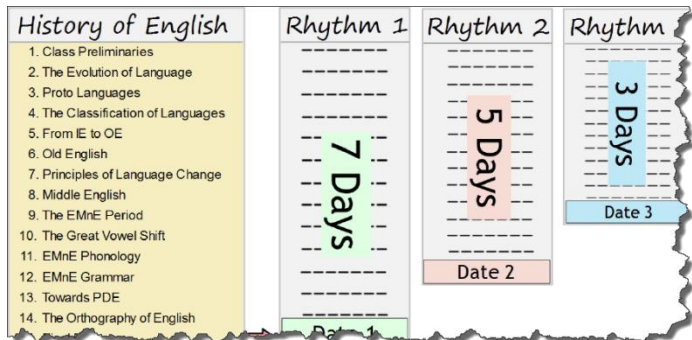 History of English
1. Class Preliminaries
2. The Evolution of Language
3. Proto Languages
4. The Classification of Languages
5. From IE to OE
6. Old English
7. Principles of Language Change
8. Middle English
9. The EMnE Period
10. The Great Vowel Shift
11. EMnE Phonology
12. EMnE Grammar
13. Towards PDE
14. The Orthography of English
Rhythm 1
7 Days
Date 1
Rhythm 2
5 Days
Date 2
Rhythm
3 Days
Date 3